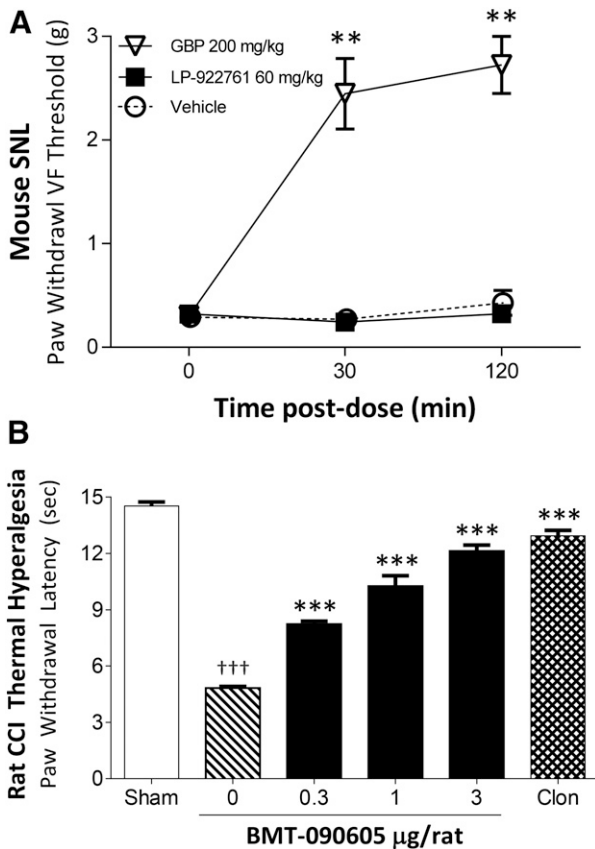 A
Mouse SNL
Paw Withdrawl VF Threshold (g)
3
2
1
0
GBP 200 mg/kg
LP-922761 60 mg/kg
Vehicle
**
**
0
30
120
Time post-dose (min)
B
Rat CCI Thermal Hyperalgesia
Paw Withdrawal Latency (sec)
15
12
9
6
3
0
†††
***
***
***
***
Sham
0
0.3
1
3
Clon
BMT-090605 µg/rat